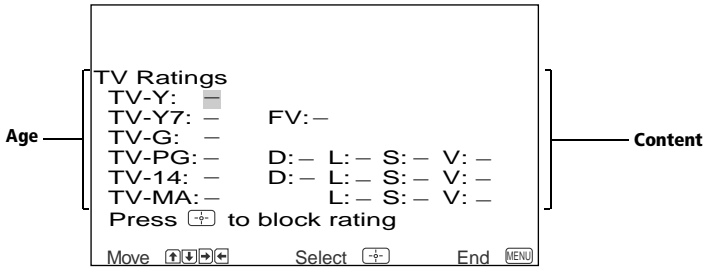 TV Ratings
TV-Y: –
TV-Y7: – FV:–
TV-G: –
TV-PG: – D:– L:– S:– V: –
TV-14: – D:– L:– S:– V: –
TV-MA: – L:– S:– V: –
Press to block rating
Move Select End MENU
Age
Content